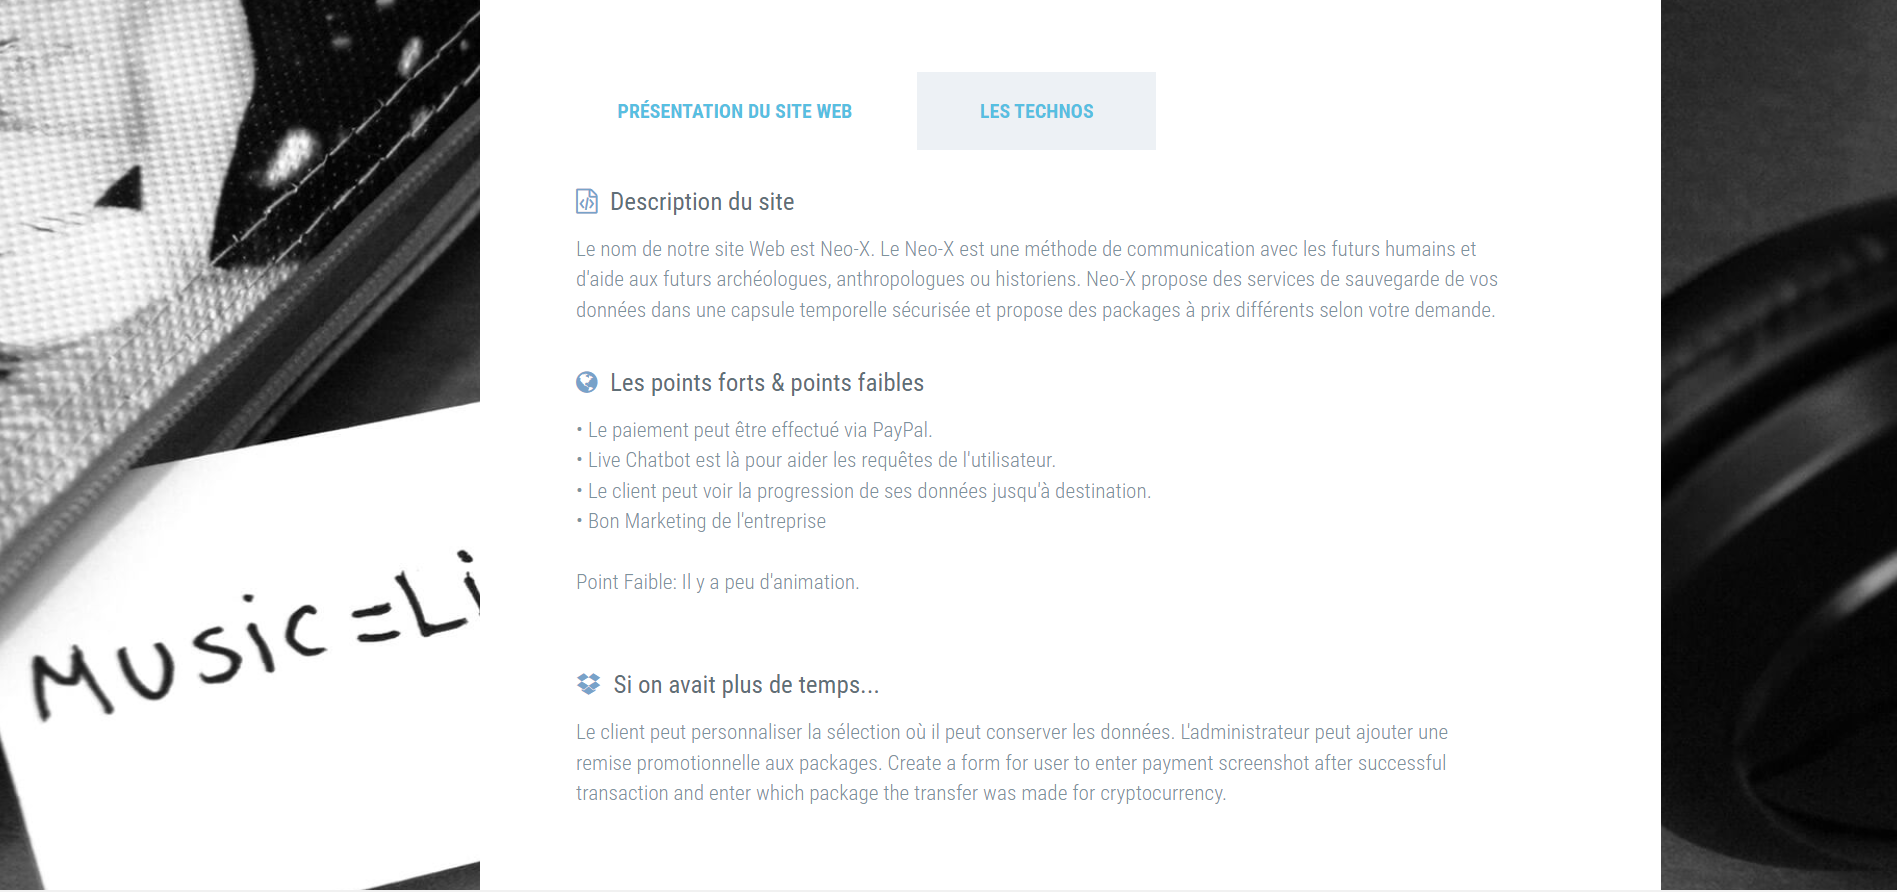 PRÉSENTATION DU SITE WEB
LES TECHNOS
Description du site
Le nom de notre site Web est Neo-X. Le Neo-X est une méthode de communication avec les futurs humains et
d'aide aux futurs archéologues, anthropologues ou historiens. Neo-X propose des services de sauvegarde de vos
données dans une capsule temporelle sécurisée et propose des packages à prix différents selon votre demande.
Les points forts & points faibles
• Le paiement peut être effectué via PayPal.
• Live Chatbot est là pour aider les requêtes de l'utilisateur.
• Le client peut voir la progression de ses données jusqu'à destination.
• Bon Marketing de l'entreprise
Point Faible: Il y a peu d'animation.
MUSIC = Li
Si on avait plus de temps...
Le client peut personnaliser la sélection où il peut conserver les données. L'administrateur peut ajouter une
remise promotionnelle aux packages. Create a form for user to enter payment screenshot after successful
transaction and enter which package the transfer was made for cryptocurrency.